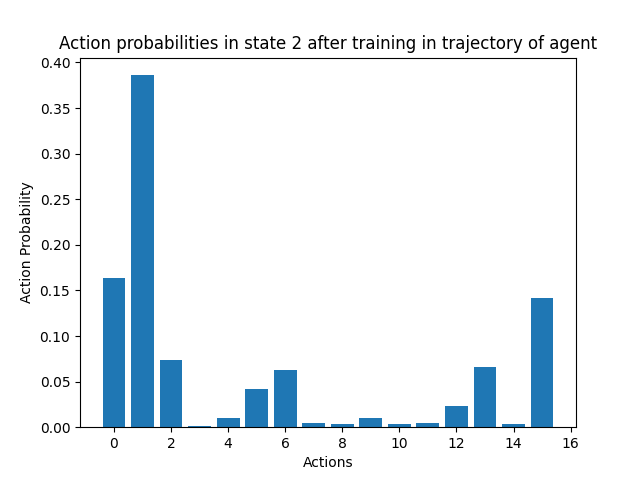 Action probabilities in state 2 after training in trajectory of agent
0.40
0.35
0.30
0.25
0.20
0.15
0.10
0.05
0.00
Action Probability
0 2 4 6 8 10 12 14 16
Actions